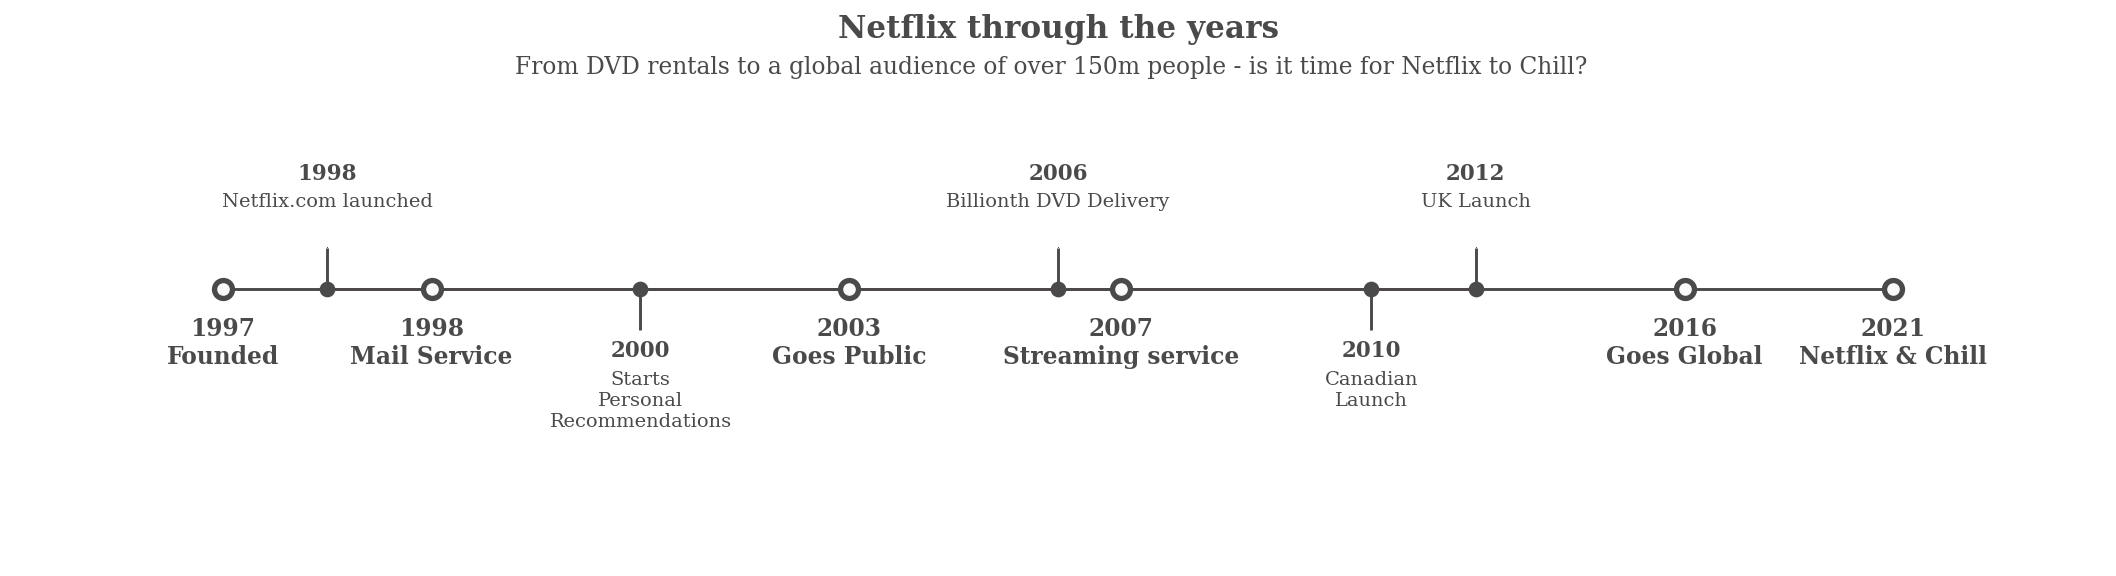 Netflix through the years
From DVD rentals to a global audience of over 150m people - is it time for Netflix to Chill?
1998
Netflix.com launched
2006
Billionth DVD Delivery
2012
UK Launch
1997
Founded
1998
Mail Service
2000
Starts
Personal
Recommendations
2003
Goes Public
2007
Streaming service
2010
Canadian
Launch
2016
Goes Global
2021
Netflix & Chill